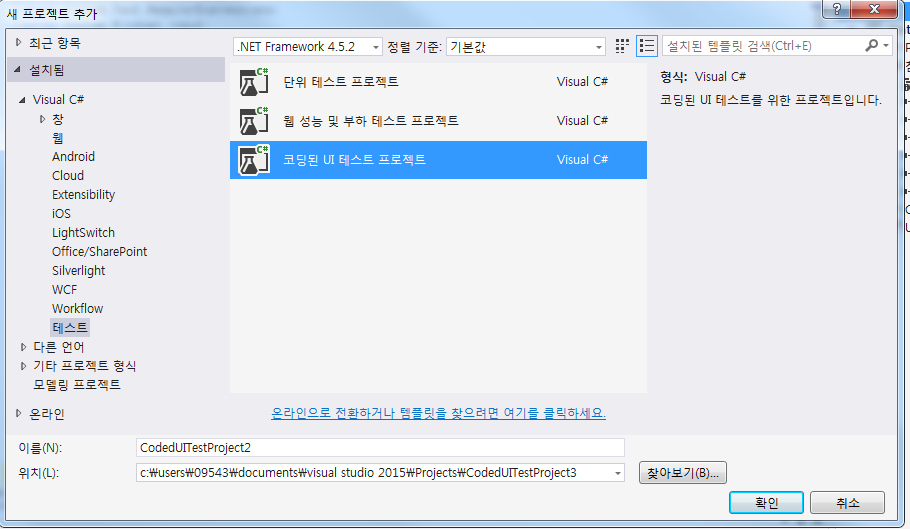 새 프로젝트 추가
최근 항목
.NET Framework 4.5.2 정렬 기준: 기본값 설치된 템플릿 검색(Ctrl+E)
설치됨
Visual C#
창
웹
Android
Cloud
Extensibility
iOS
LightSwitch
Office/SharePoint
Silverlight
WCF
Workflow
테스트
다른 언어
기타 프로젝트 형식
모델링 프로젝트
온라인
C# 단위 테스트 프로젝트 Visual C#
C# 웹 성능 및 부하 테스트 프로젝트 Visual C#
C# 코딩된 UI 테스트 프로젝트 Visual C#
형식: Visual C#
코딩된 UI 테스트를 위한 프로젝트입니다.
온라인으로 전환하거나 템플릿을 찾으려면 여기를 클릭하세요.
이름(N): CodedUITestProject2
위치(L): c:₩users₩09543₩documents₩visual studio 2015₩Projects₩CodedUITestProject3 찾아보기(B)...
확인 취소